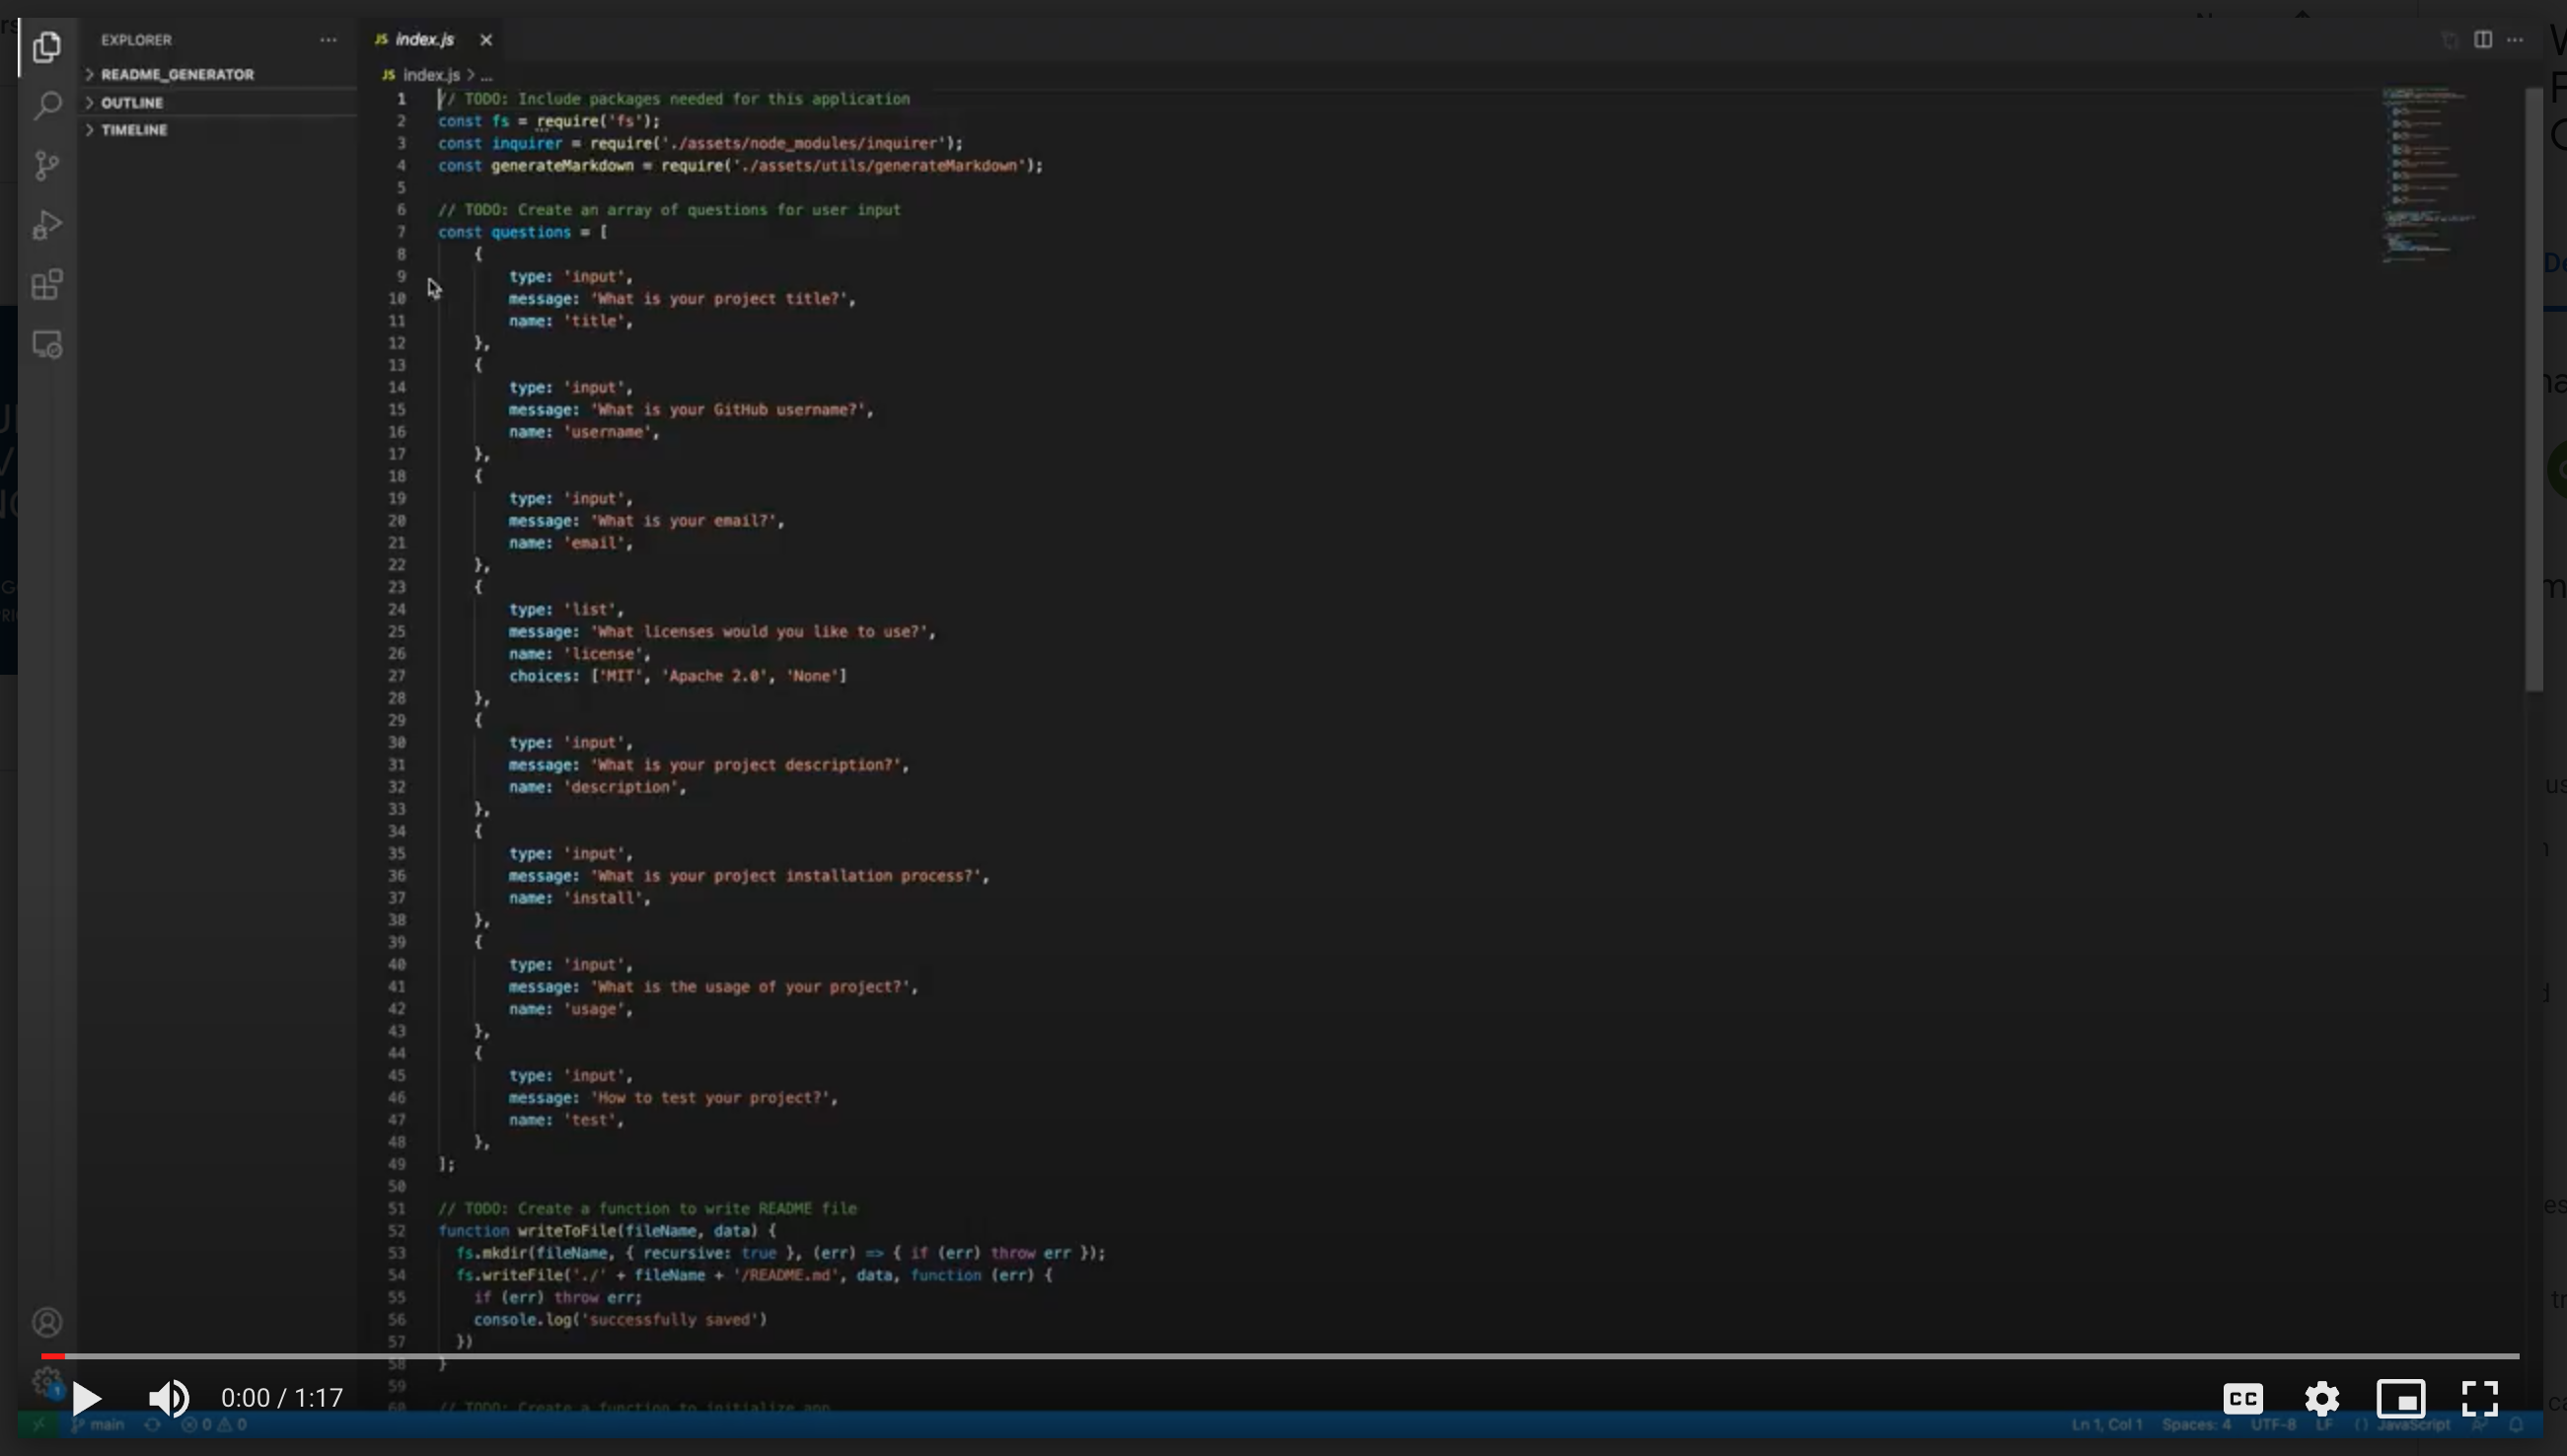 EXPLORER
README_GENERATOR
OUTLINE
TIMELINE
JS index.js
JS index.js > ...
1 // TODO: Include packages needed for this application
2 const fs = require('fs');
3 const inquirer = require('./assets/node_modules/inquirer');
4 const generateMarkdown = require('./assets/utils/generateMarkdown');
5
6 // TODO: Create an array of questions for user input
7 const questions = [
8 {
9 type: 'input',
10 message: 'What is your project title?',
11 name: 'title',
12 },
13 {
14 type: 'input',
15 message: 'What is your GitHub username?',
16 name: 'username',
17 },
18 {
19 type: 'input',
20 message: 'What is your email?',
21 name: 'email',
22 },
23 {
24 type: 'list',
25 message: 'What licenses would you like to use?',
26 name: 'license',
27 choices: ['MIT', 'Apache 2.0', 'None']
28 },
29 {
30 type: 'input',
31 message: 'What is your project description?',
32 name: 'description',
33 },
34 {
35 type: 'input',
36 message: 'What is your project installation process?',
37 name: 'install',
38 },
39 {
40 type: 'input',
41 message: 'What is the usage of your project?',
42 name: 'usage',
43 },
44 {
45 type: 'input',
46 message: 'How to test your project?',
47 name: 'test',
48 },
49 ];
50
51 // TODO: Create a function to write README file
52 function writeToFile(fileName, data) {
53 fs.mkdir(fileName, { recursive: true }, (err) => { if (err) throw err });
54 fs.writeFile('./' + fileName + '/README.md', data, function (err) {
55 if (err) throw err;
56 console.log('successfully saved')
57 })
58 }
59
60 // TODO: Create a function to initialize app
0:00 / 1:17
CC
main 0 0
Ln 1, Col 1 Spaces: 4 UTF-8 LF {} JavaScript